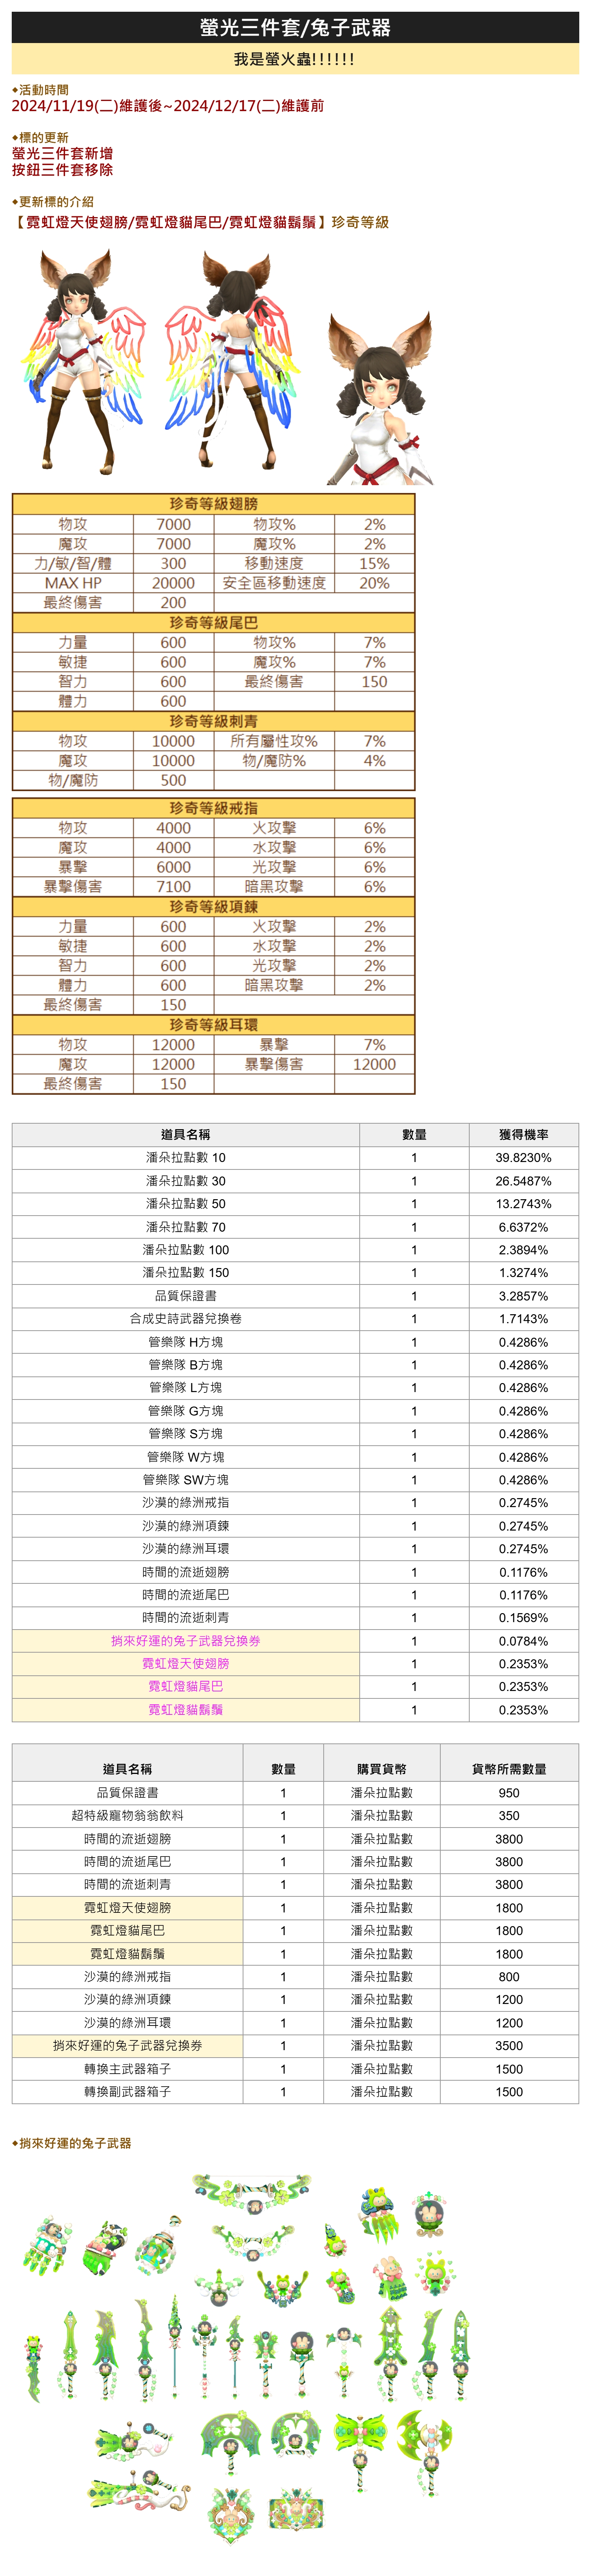 螢光三件套/兔子武器
我是螢火蟲!!!!!!
◆活動時間
2024/11/19(二)維護後~2024/12/17(二)維護前
◆標的更新
螢光三件套新增
按鈕三件套移除
◆更新標的介紹
【霓虹燈天使翅膀/霓虹燈貓尾巴/霓虹燈貓鬍鬚】珍奇等級
珍奇等級翅膀
物攻 7000 物攻% 2%
魔攻 7000 魔攻% 2%
力/敏/智/體 300 移動速度 15%
MAX HP 20000 安全區移動速度 20%
最終傷害 200
珍奇等級尾巴
力量 600 物攻% 7%
敏捷 600 魔攻% 7%
智力 600 最終傷害 150
體力 600
珍奇等級刺青
物攻 10000 所有屬性攻% 7%
魔攻 10000 物/魔防% 4%
物/魔防 500
珍奇等級戒指
物攻 4000 火攻擊 6%
魔攻 4000 水攻擊 6%
暴擊 6000 光攻擊 6%
暴擊傷害 7100 暗黑攻擊 6%
珍奇等級項鍊
力量 600 火攻擊 2%
敏捷 600 水攻擊 2%
智力 600 光攻擊 2%
體力 600 暗黑攻擊 2%
最終傷害 150
珍奇等級耳環
物攻 12000 暴擊 7%
魔攻 12000 暴擊傷害 12000
最終傷害 150
道具名稱 數量 獲得機率
潘朵拉點數 10 1 39.8230%
潘朵拉點數 30 1 26.5487%
潘朵拉點數 50 1 13.2743%
潘朵拉點數 70 1 6.6372%
潘朵拉點數 100 1 2.3894%
潘朵拉點數 150 1 1.3274%
品質保證書 1 3.2857%
合成史詩武器兌換卷 1 1.7143%
管樂隊 H方塊 1 0.4286%
管樂隊 B方塊 1 0.4286%
管樂隊 L方塊 1 0.4286%
管樂隊 G方塊 1 0.4286%
管樂隊 S方塊 1 0.4286%
管樂隊 W方塊 1 0.4286%
管樂隊 SW方塊 1 0.4286%
沙漠的綠洲戒指 1 0.2745%
沙漠的綠洲項鍊 1 0.2745%
沙漠的綠洲耳環 1 0.2745%
時間的流逝翅膀 1 0.1176%
時間的流逝尾巴 1 0.1176%
時間的流逝刺青 1 0.1569%
捎來好運的兔子武器兌換券 1 0.0784%
霓虹燈天使翅膀 1 0.2353%
霓虹燈貓尾巴 1 0.2353%
霓虹燈貓鬍鬚 1 0.2353%
道具名稱 數量 購買貨幣 貨幣所需數量
品質保證書 1 潘朵拉點數 950
超特級寵物翁翁飲料 1 潘朵拉點數 350
時間的流逝翅膀 1 潘朵拉點數 3800
時間的流逝尾巴 1 潘朵拉點數 3800
時間的流逝刺青 1 潘朵拉點數 3800
霓虹燈天使翅膀 1 潘朵拉點數 1800
霓虹燈貓尾巴 1 潘朵拉點數 1800
霓虹燈貓鬍鬚 1 潘朵拉點數 1800
沙漠的綠洲戒指 1 潘朵拉點數 800
沙漠的綠洲項鍊 1 潘朵拉點數 1200
沙漠的綠洲耳環 1 潘朵拉點數 1200
捎來好運的兔子武器兌換券 1 潘朵拉點數 3500
轉換主武器箱子 1 潘朵拉點數 1500
轉換副武器箱子 1 潘朵拉點數 1500
◆捎來好運的兔子武器